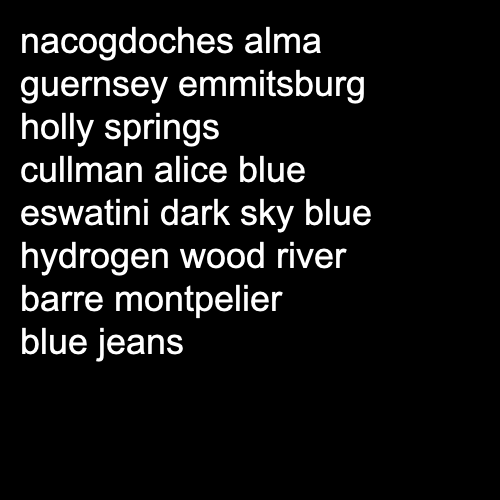 nacogdoches alma
guernsey emmitsburg
holly springs
cullman alice blue
eswatini dark sky blue
hydrogen wood river
barre montpelier
blue jeans